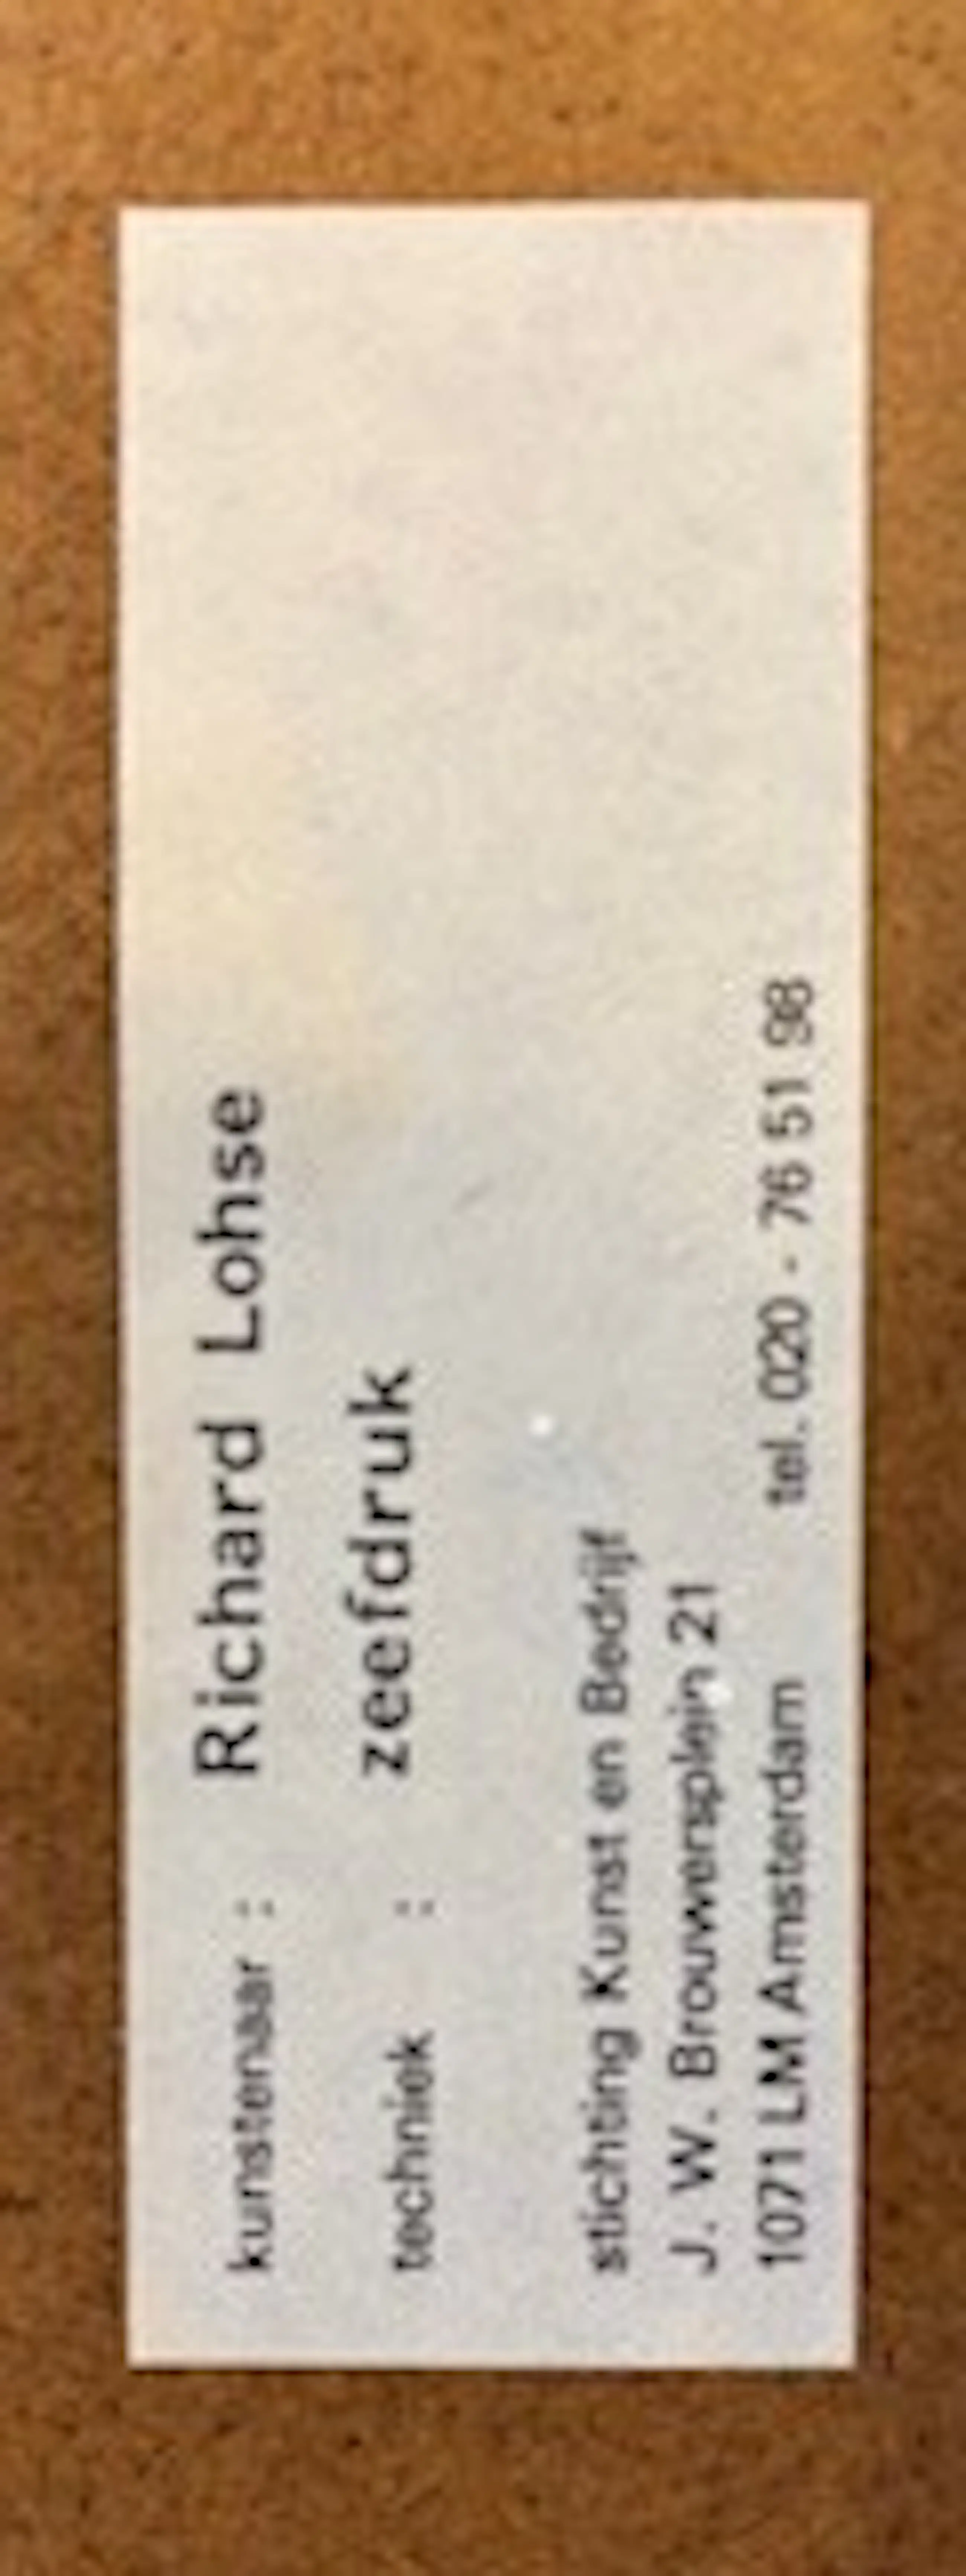 kunstenaar : Richard Lohse
techniek : zeefdruk
stichting Kunst en Bedrijf
J. W. Brouwersplein 21
1071 LM Amsterdam tel. 020 - 76 51 98